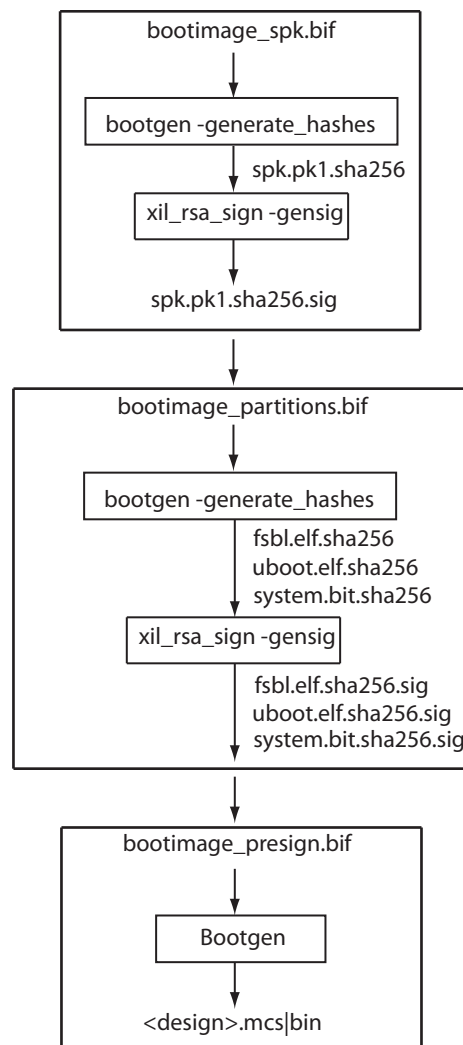 bootimage_spk.bif
bootgen -generate_hashes
spk.pk1.sha256
xil_rsa_sign -gensig
spk.pk1.sha256.sig
bootimage_partitions.bif
bootgen -generate_hashes
fsbl.elf.sha256
uboot.elf.sha256
system.bit.sha256
xil_rsa_sign -gensig
fsbl.elf.sha256.sig
uboot.elf.sha256.sig
system.bit.sha256.sig
bootimage_presign.bif
Bootgen
<design>.mcs|bin